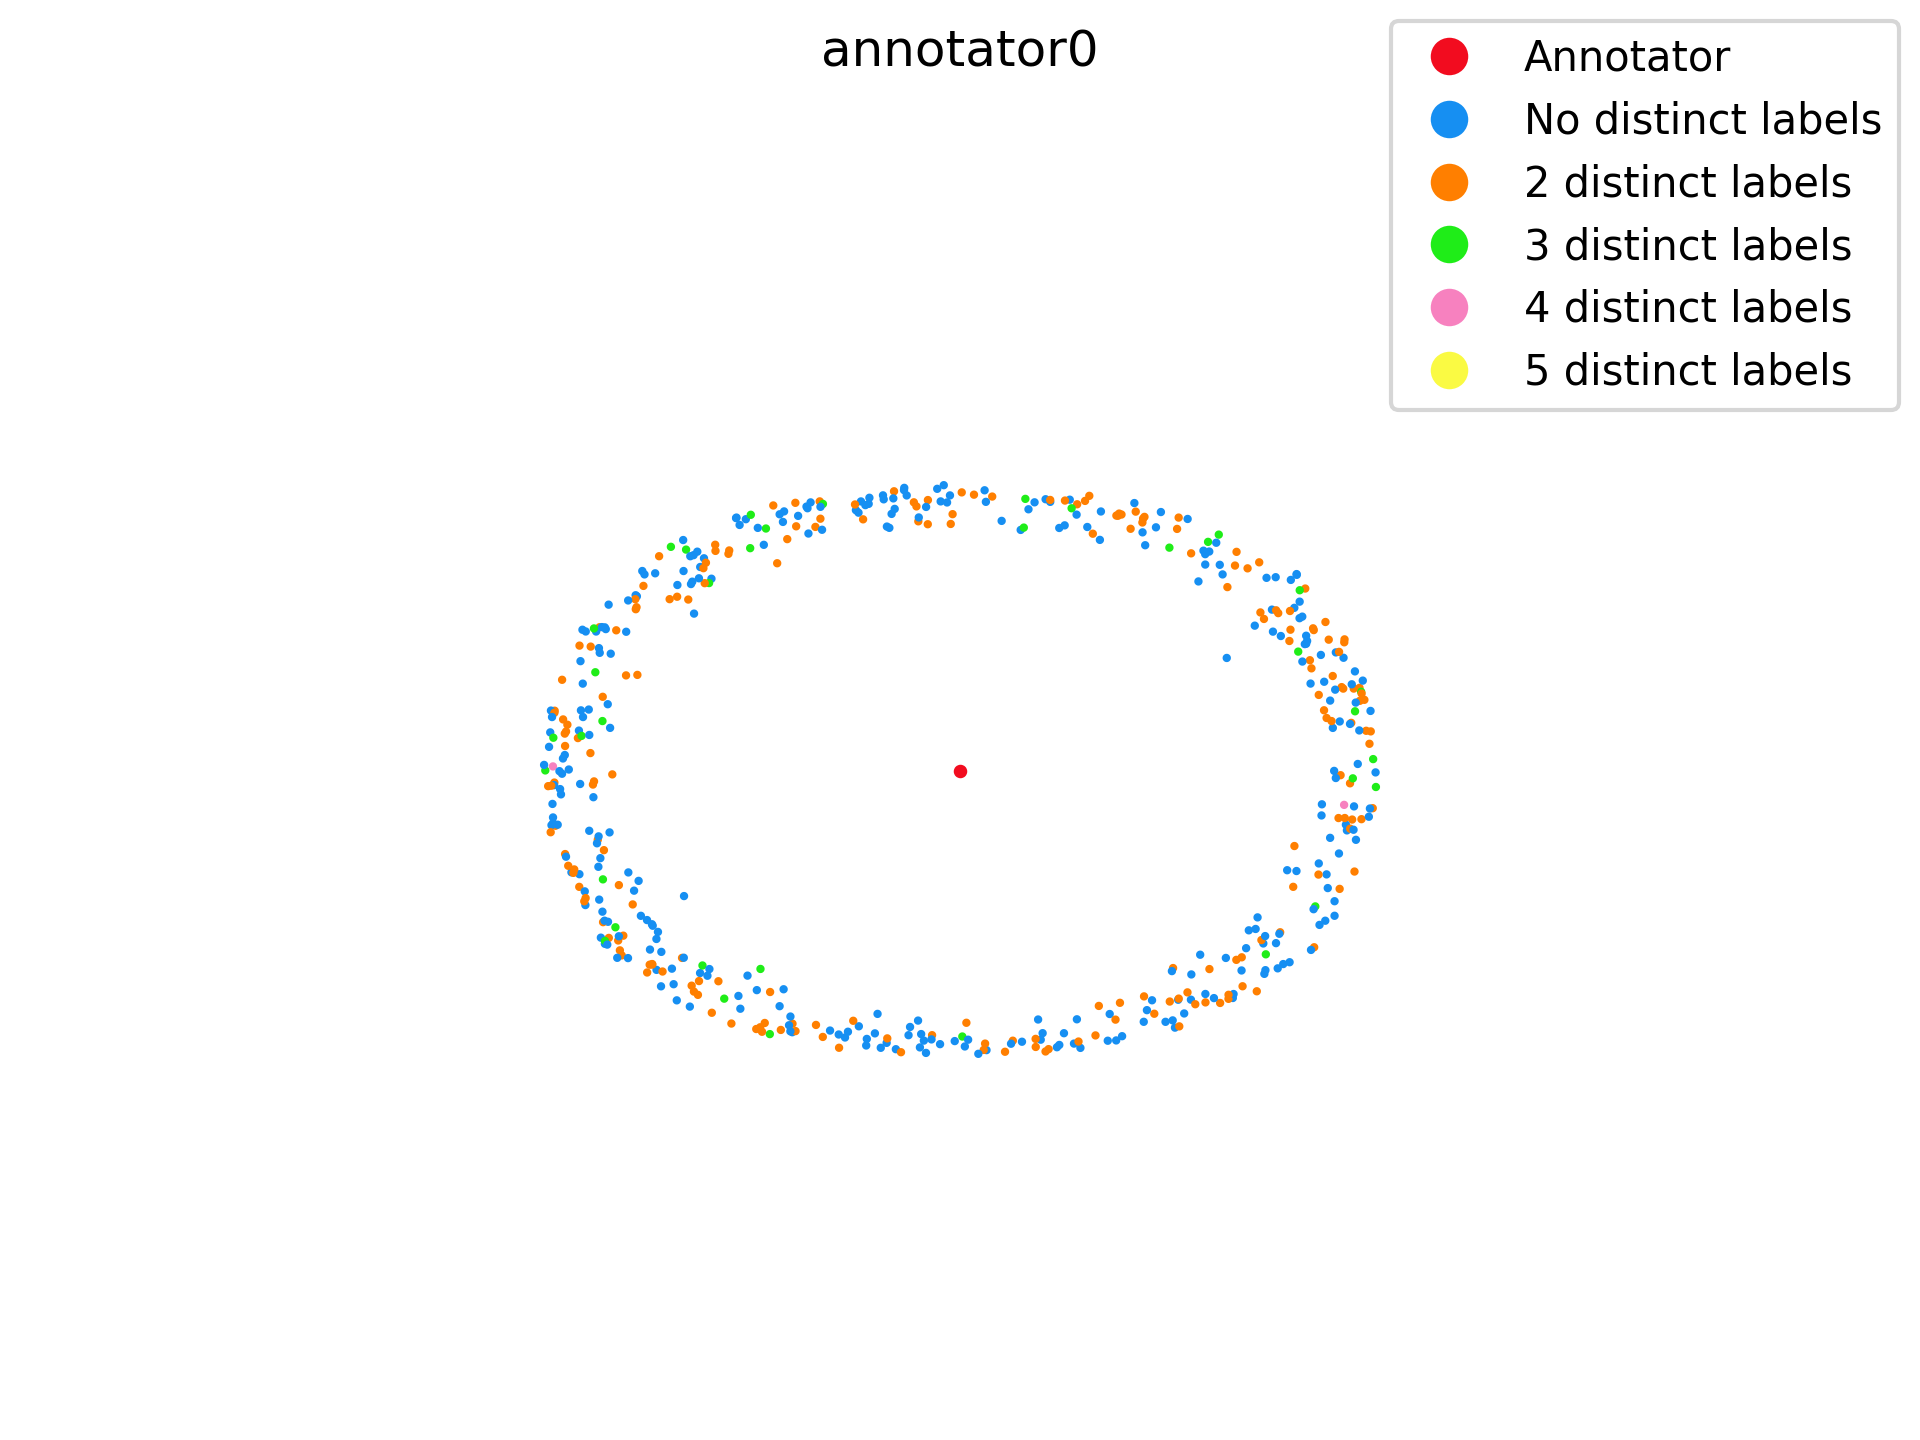 annotator0
Annotator
No distinct labels
2 distinct labels
3 distinct labels
4 distinct labels
5 distinct labels